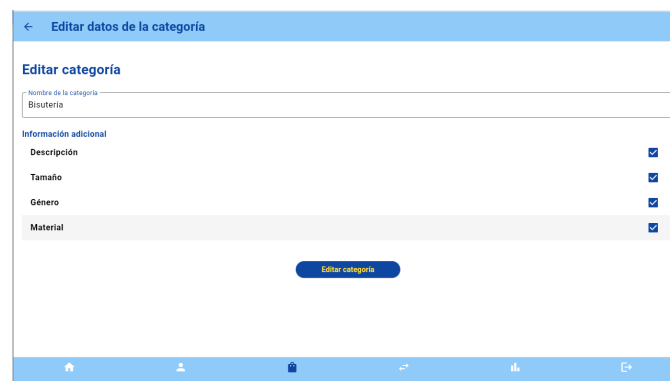 Editar datos de la categoría
Editar categoría
Nombre de la categoría
Bisutería
Información adicional
Descripción
Tamaño
Género
Material
Editar categoría